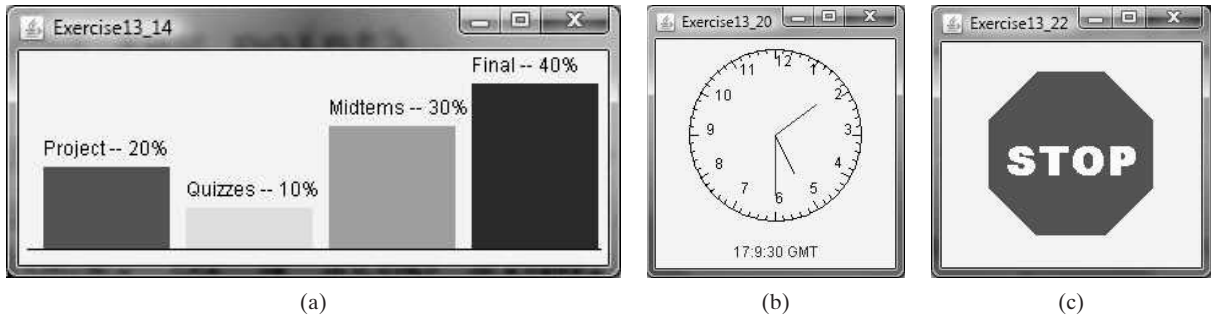 Exercise13_14
Final -- 40%
Midtems -- 30%
Project -- 20%
Quizzes -- 10%
(a)
Exercise13_20
12
1
2
3
4
5
6
7
8
9
10
11
17:9:30 GMT
(b)
Exercise13_22
STOP
(c)